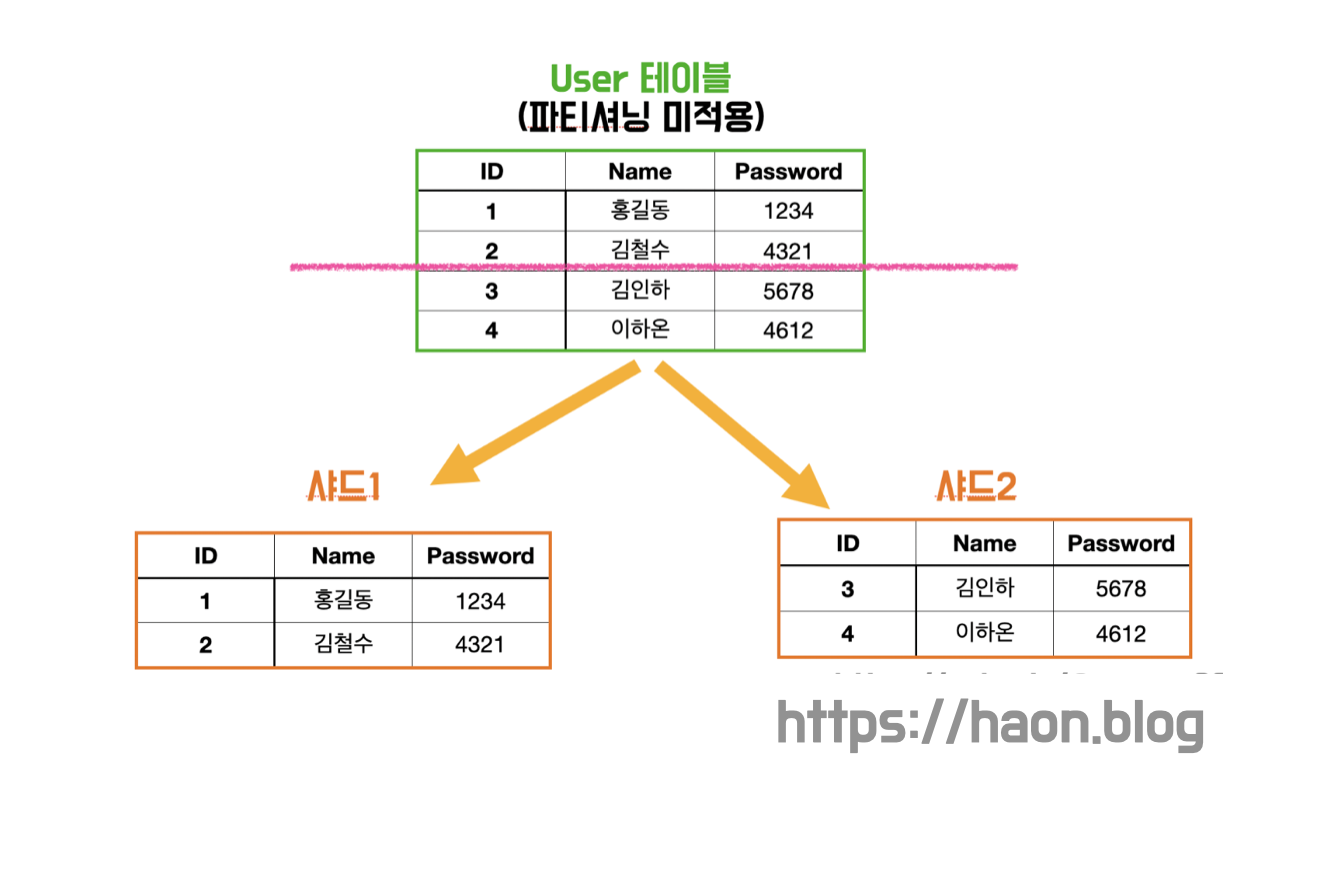 User 테이블
(파티셔닝 미적용)
ID Name Password
1 홍길동 1234
2 김철수 4321
3 김인하 5678
4 이하온 4612
샤드1
ID Name Password
1 홍길동 1234
2 김철수 4321
샤드2
ID Name Password
3 김인하 5678
4 이하온 4612
https://haon.blog